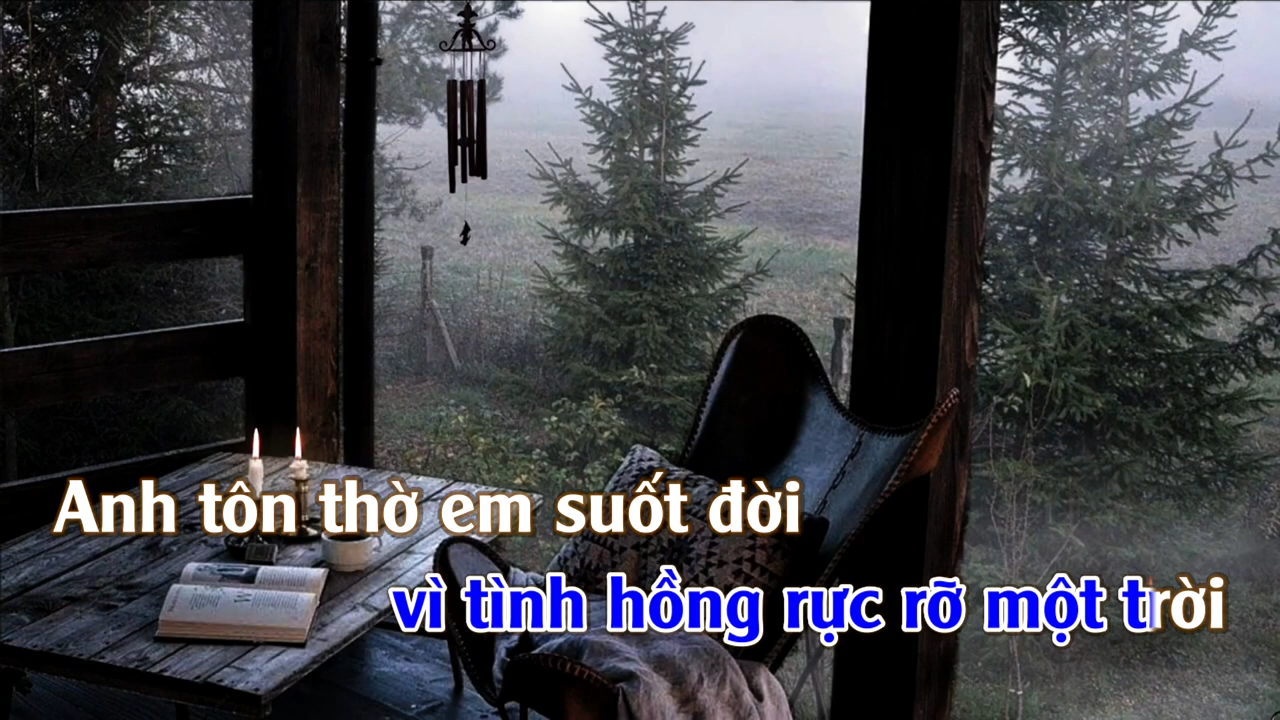 Anh tôn thờ em suốt đời
vì tình hồng rực rỡ một trời